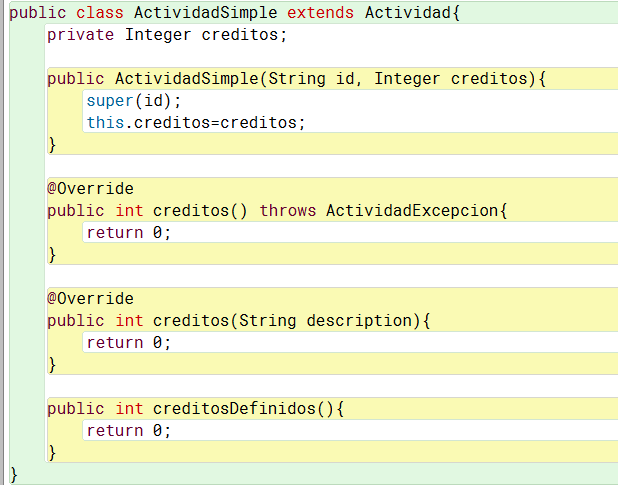 public class ActividadSimple extends Actividad{
private Integer creditos;
public ActividadSimple(String id, Integer creditos){
super(id);
this.creditos=creditos;
}
@Override
public int creditos() throws ActividadExcepcion{
return 0;
}
@Override
public int creditos(String description){
return 0;
}
public int creditosDefinidos(){
return 0;
}
}